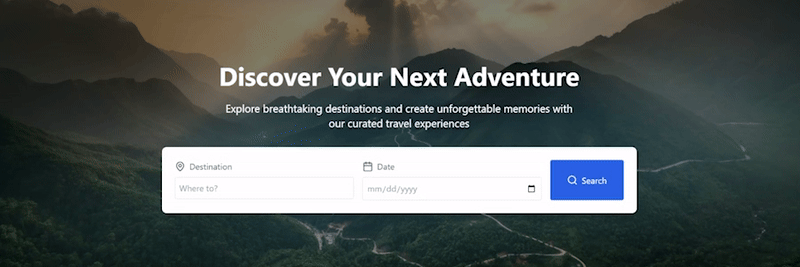 Discover Your Next Adventure
Explore breathtaking destinations and create unforgettable memories with
our curated travel experiences
Destination
Where to?
Date
mm/dd/yyyy
Search